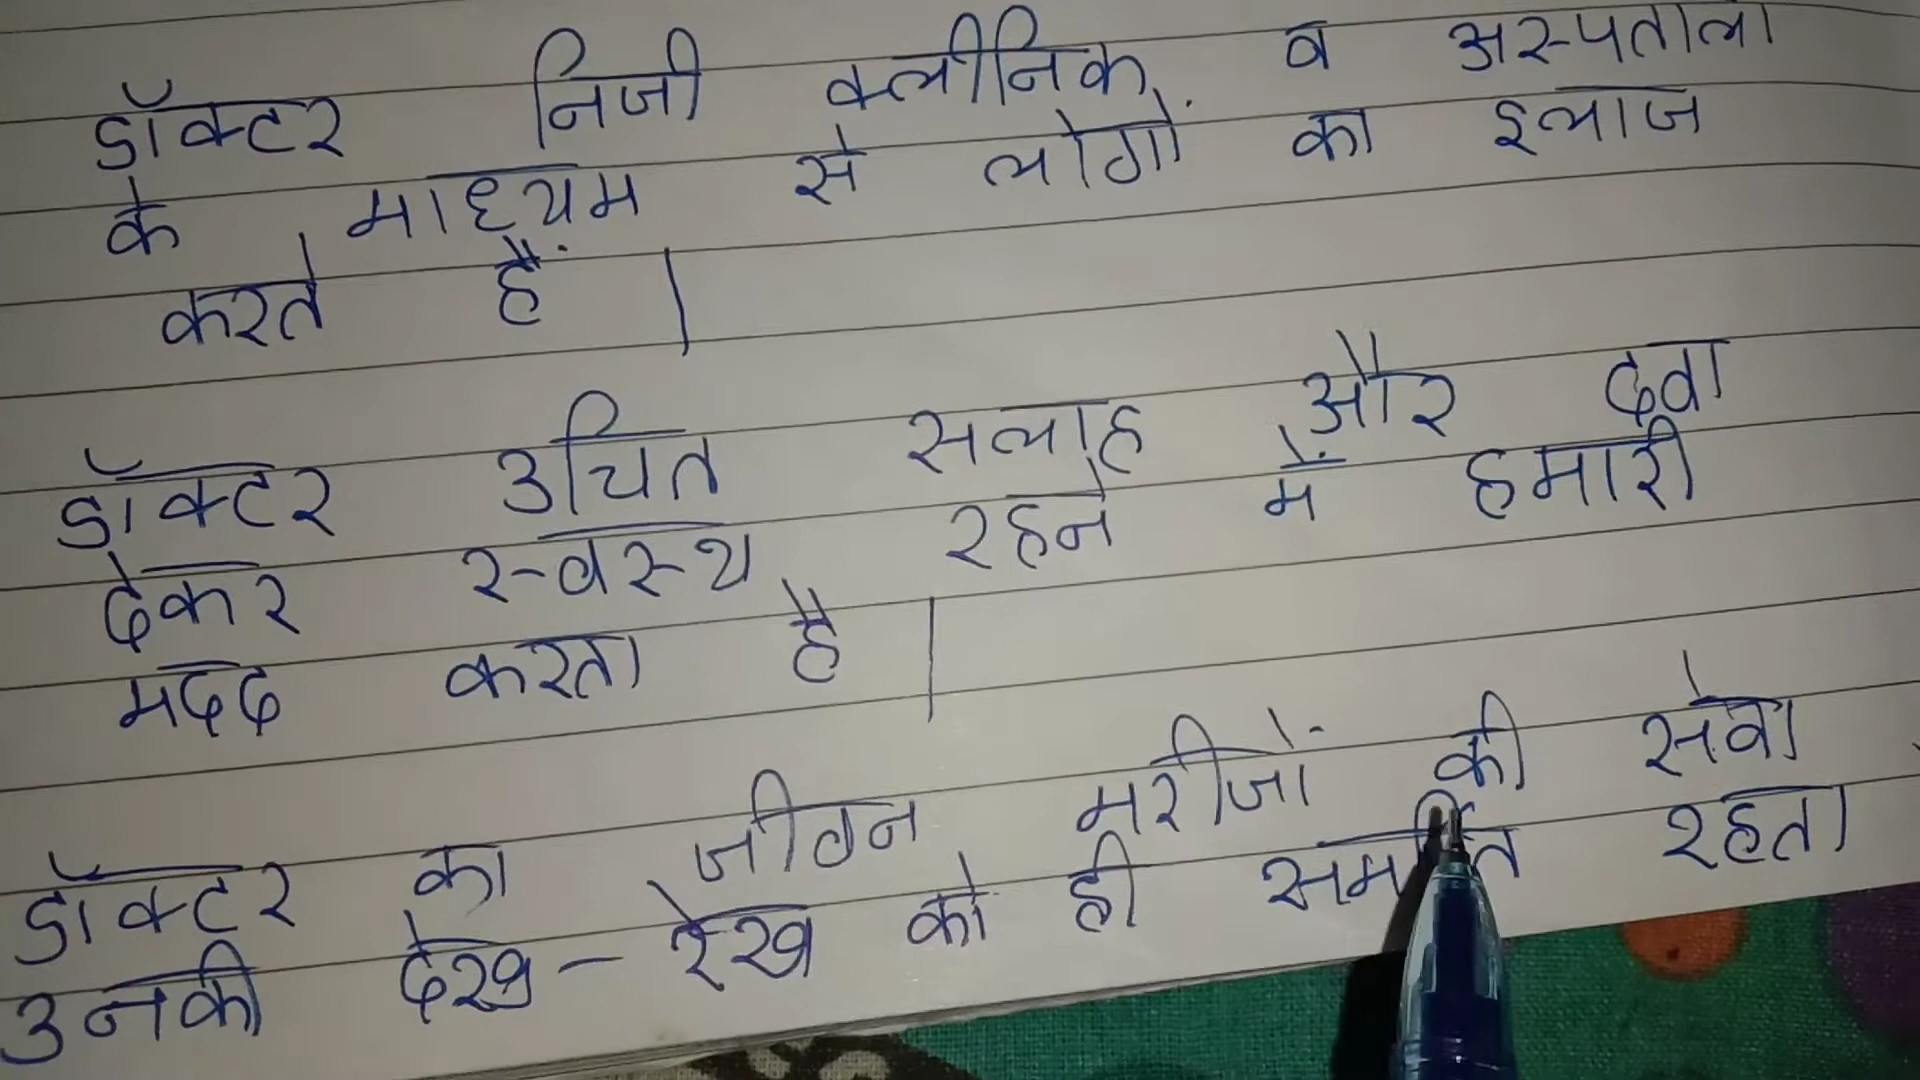 डॉक्टर निजी क्लीनिक व अस्पताला
के माध्यम से लोगों का इलाज
करते हैं ।
डॉक्टर उचित सलाह और दवा
देकर स्वस्थ रहने में हमारी
मदद करता है ।
डॉक्टर का जीवन मरीजों की सेवा
उनकी देख-रेख को ही रहता